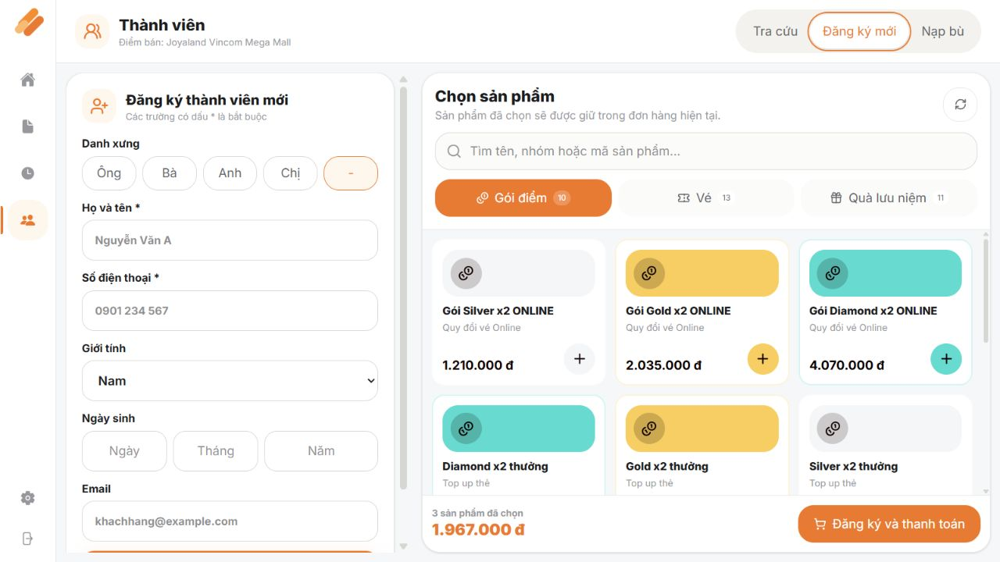 Thành viên
Điểm bán: Joyaland Vincom Mega Mall
Tra cứu
Đăng ký mới
Nạp bù
Đăng ký thành viên mới
Các trường có dấu * là bắt buộc
Danh xưng
Ông
Bà
Anh
Chị
-
Họ và tên *
Nguyễn Văn A
Số điện thoại *
0901 234 567
Giới tính
Nam
Ngày sinh
Ngày
Tháng
Năm
Email
khachhang@example.com
Chọn sản phẩm
Sản phẩm đã chọn sẽ được giữ trong đơn hàng hiện tại.
Tìm tên, nhóm hoặc mã sản phẩm...
Gói điểm 10
Vé 13
Quà lưu niệm 11
Gói Silver x2 ONLINE
Quy đổi vé Online
1.210.000 đ
Gói Gold x2 ONLINE
Quy đổi vé Online
2.035.000 đ
Gói Diamond x2 ONLINE
Quy đổi vé Online
4.070.000 đ
Diamond x2 thưởng
Top up thẻ
Gold x2 thưởng
Top up thẻ
Silver x2 thưởng
Top up thẻ
3 sản phẩm đã chọn
1.967.000 đ
Đăng ký và thanh toán